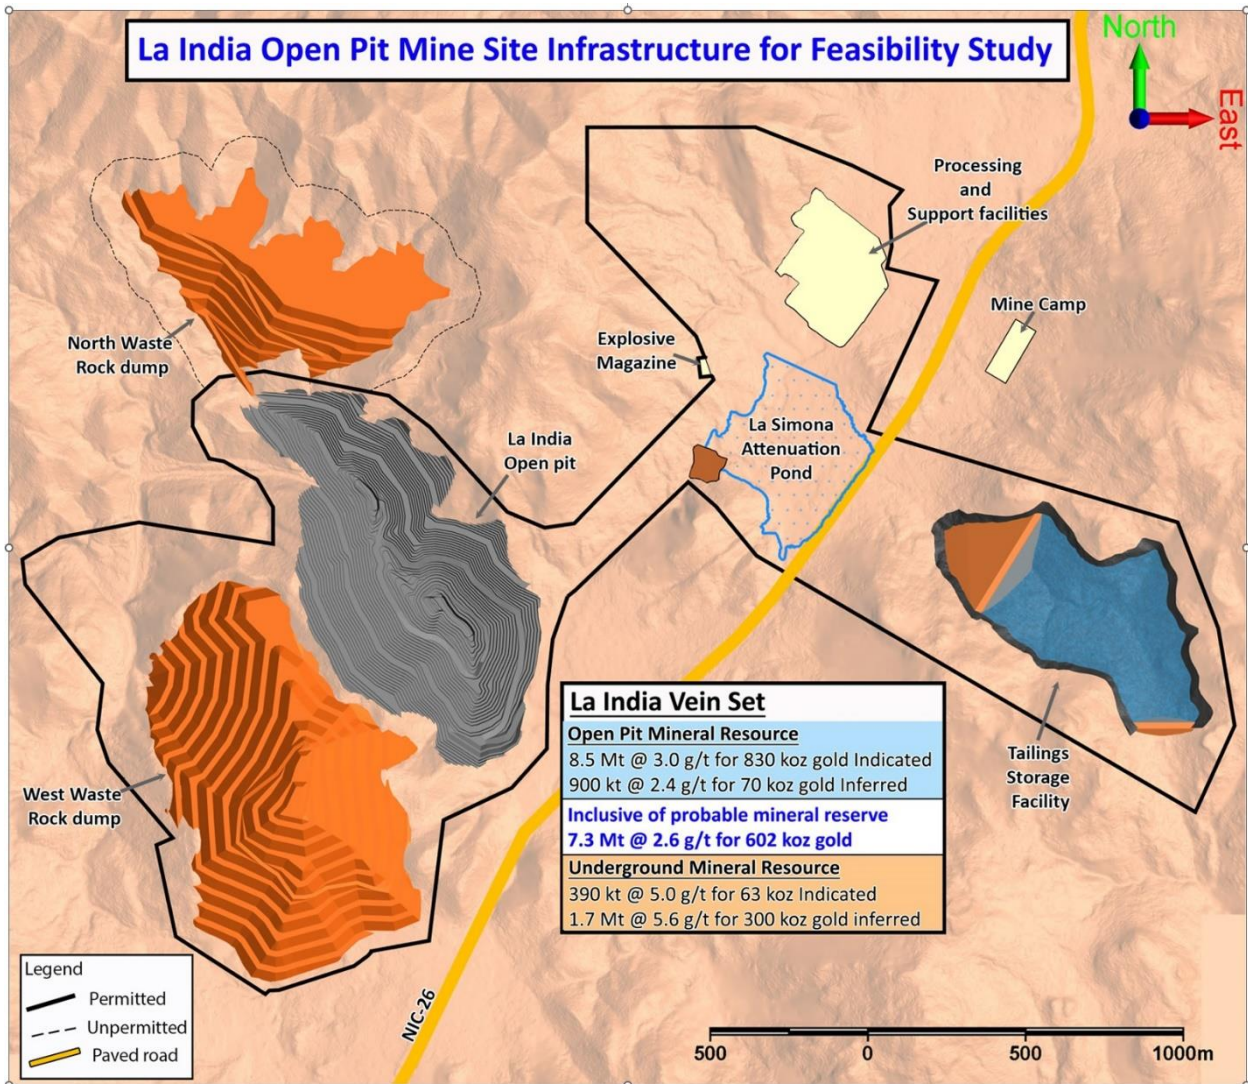 La India Open Pit Mine Site Infrastructure for Feasibility Study
North
East
Processing
and
Support facilities
Mine Camp
Explosive
Magazine
North Waste
Rock dump
La Simona
Attenuation
Pond
La India
Open pit
La India Vein Set
Open Pit Mineral Resource
8.5 Mt @ 3.0 g/t for 830 koz gold Indicated
900 kt @ 2.4 g/t for 70 koz gold Inferred
Inclusive of probable mineral reserve
7.3 Mt @ 2.6 g/t for 602 koz gold
Underground Mineral Resource
390 kt @ 5.0 g/t for 63 koz Indicated
1.7 Mt @ 5.6 g/t for 300 koz gold inferred
Tailings
Storage
Facility
West Waste
Rock dump
Legend
Permitted
Unpermitted
Paved road
NIC-26
500 0 500 1000m